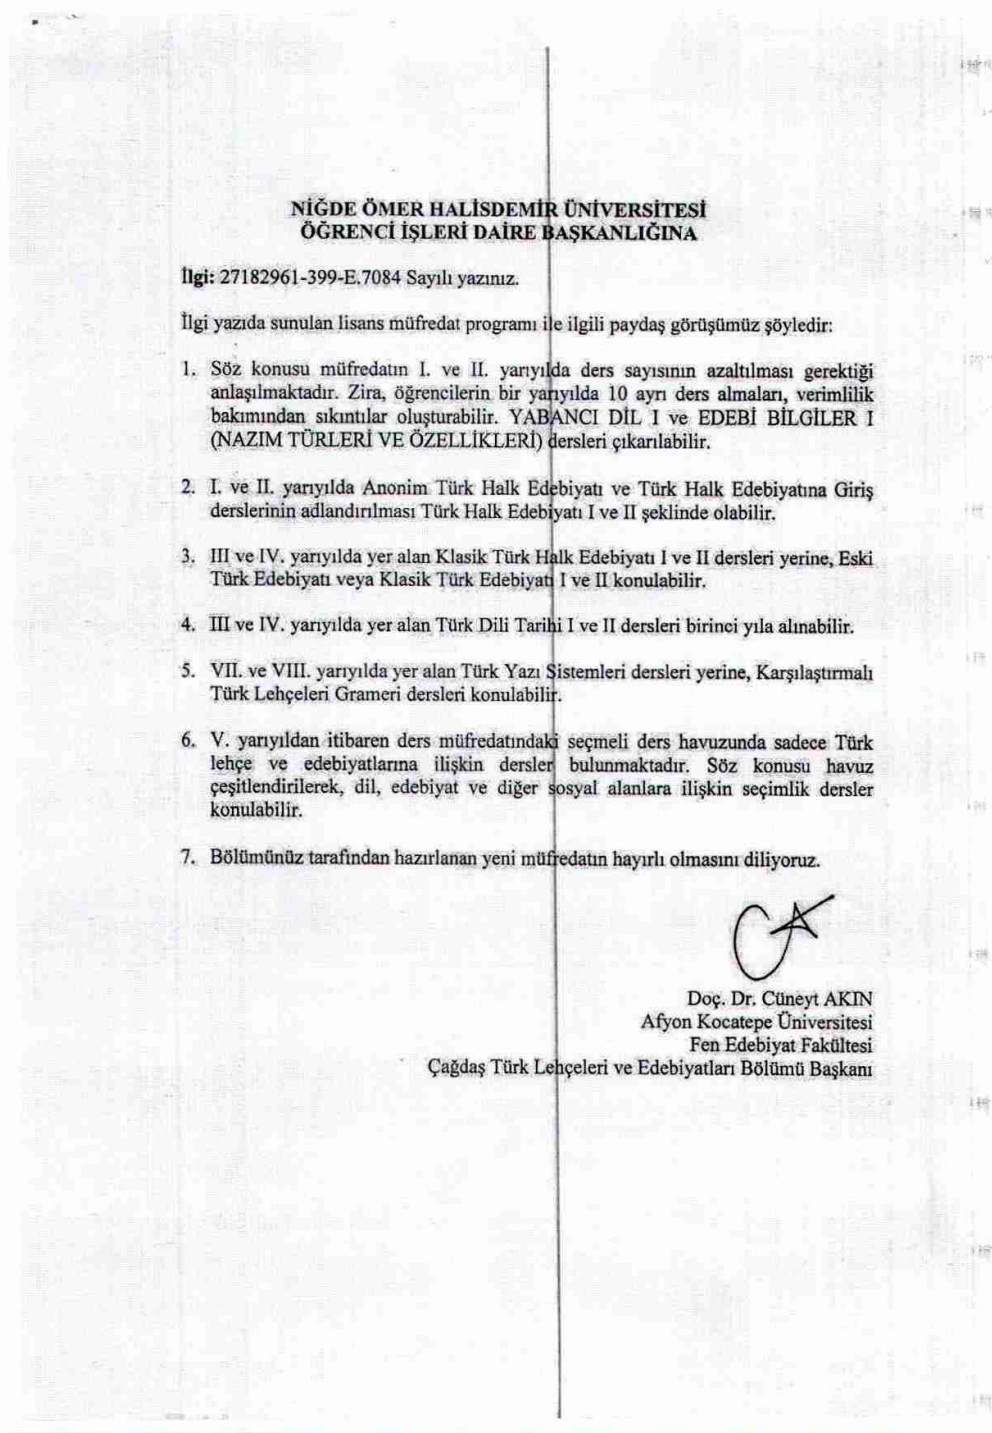 NİĞDE ÖMER HALİSDEMİR ÜNİVERSİTESİ
ÖĞRENCİ İŞLERİ DAİRE BAŞKANLIĞINA
İlgi: 27182961-399-E.7084 Sayılı yazınız.
İlgi yazıda sunulan lisans müfredat programı ile ilgili paydaş görüşümüz şöyledir:
1. Söz konusu müfredatın I. ve II. yarıyılda ders sayısının azaltılması gerektiği
anlaşılmaktadır. Zira, öğrencilerin bir yarıyılda 10 ayrı ders almaları, verimlilik
bakımından sıkıntılar oluşturabilir. YABANCI DİL I ve EDEBİ BİLGİLER I
(NAZIM TÜRLERİ VE ÖZELLİKLERİ) dersleri çıkarılabilir.
2. I. ve II. yarıyılda Anonim Türk Halk Edebiyatı ve Türk Halk Edebiyatına Giriş
derslerinin adlandırılması Türk Halk Edebiyatı I ve II şeklinde olabilir.
3. III ve IV. yarıyılda yer alan Klasik Türk Halk Edebiyatı I ve II dersleri yerine, Eski
Türk Edebiyatı veya Klasik Türk Edebiyatı I ve II konulabilir.
4. III ve IV. yarıyılda yer alan Türk Dili Tarihi I ve II dersleri birinci yıla alınabilir.
5. VII. ve VIII. yarıyılda yer alan Türk Yazı Sistemleri dersleri yerine, Karşılaştırmalı
Türk Lehçeleri Grameri dersleri konulabilir.
6. V. yarıyıldan itibaren ders müfredatındaki seçmeli ders havuzunda sadece Türk
lehçe ve edebiyatlarına ilişkin dersler bulunmaktadır. Söz konusu havuz
çeşitlendirilerek, dil, edebiyat ve diğer sosyal alanlara ilişkin seçimlik dersler
konulabilir.
7. Bölümünüz tarafından hazırlanan yeni müfredatın hayırlı olmasını diliyoruz.
Doç. Dr. Cüneyt AKIN
Afyon Kocatepe Üniversitesi
Fen Edebiyat Fakültesi
Çağdaş Türk Lehçeleri ve Edebiyatları Bölümü Başkanı